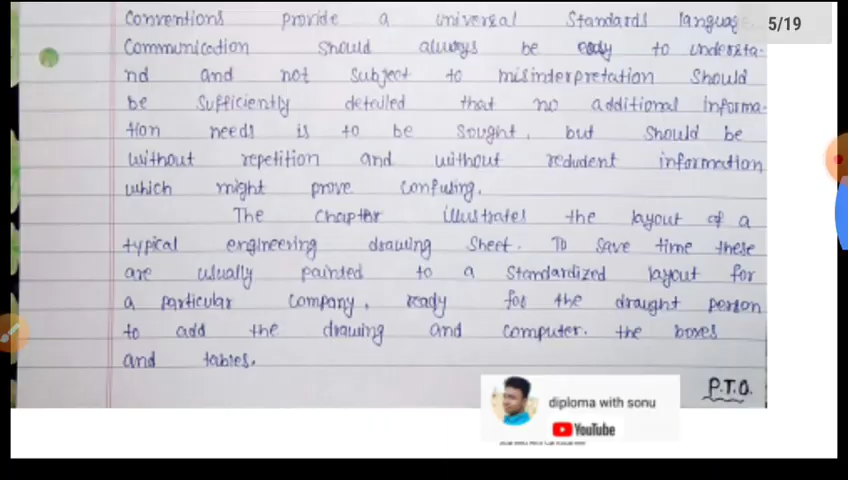 Conventions provide a universal Standards language.
5/19
Communication should always be eady to understa-
nd and not subject to misinterpretation should
be Sufficiently detailed that no additional informa-
tion needs is to be sought, but should be
without repetition and without redudent information
which might prove confusing.
The Chapter illustrates the layout of a
typical engineering drawing Sheet. To Save time these
are usually painted to a Standardized layout for
a particular Company, ready for the draught person
to add the drawing and computer. the boxes
and tables.
P.T.O.
diploma with sonu
YouTube